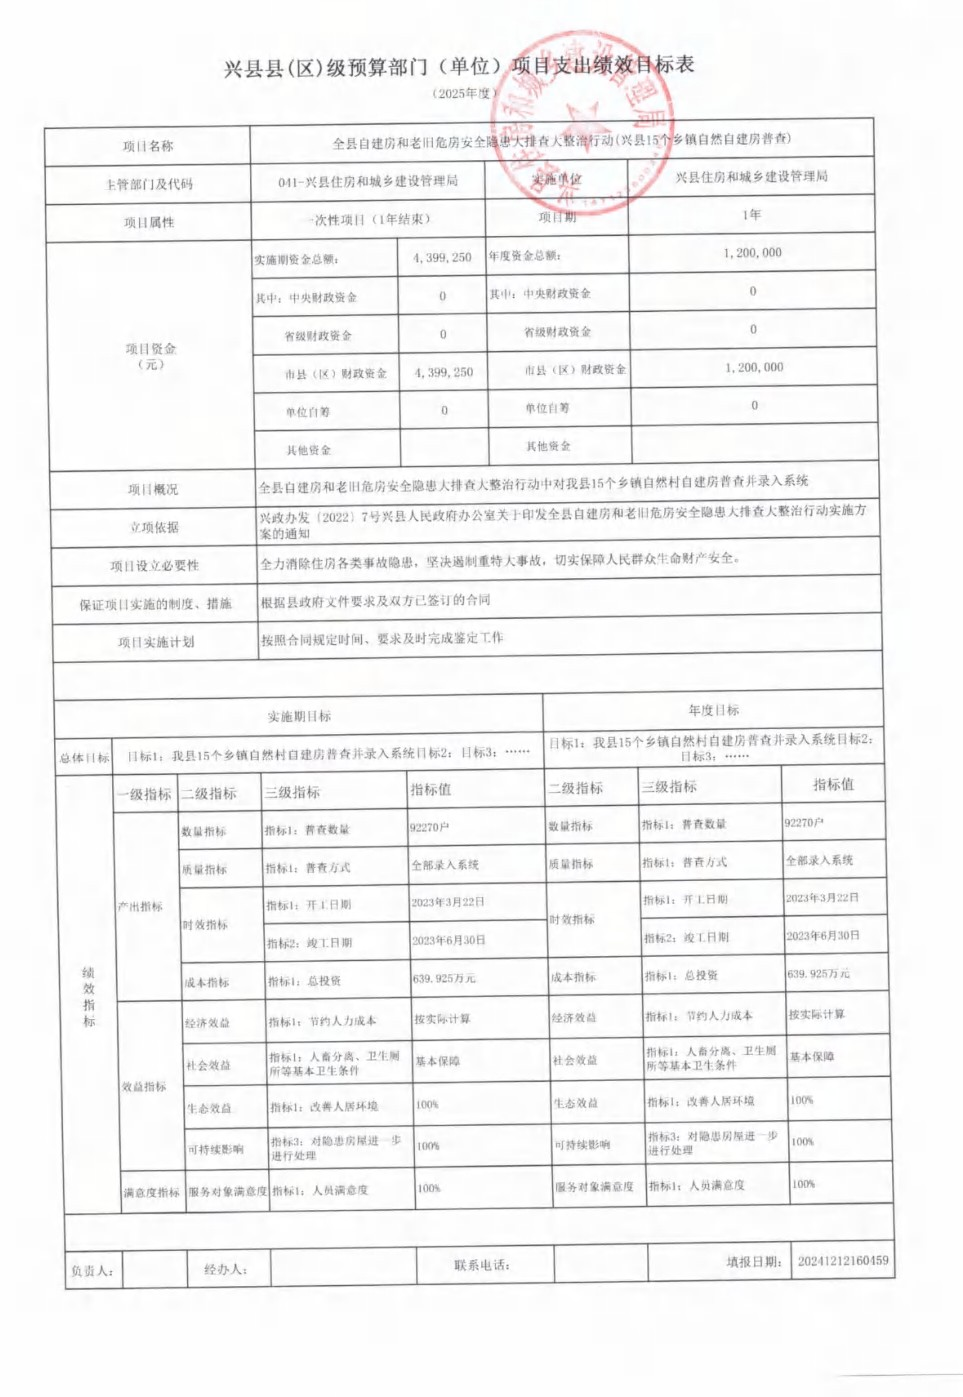 兴县县(区)级预算部门（单位）项目支出绩效目标表
（2025年度）
项目名称 全县自建房和老旧危房安全隐患大排查大整治行动(兴县15个乡镇自然自建房普查)
主管部门及代码 041-兴县住房和城乡建设管理局 实施单位 兴县住房和城乡建设管理局
项目属性 一次性项目（1年结束） 项目期 1年
项目资金
（元）
实施期资金总额: 4,399,250 年度资金总额: 1,200,000
其中: 中央财政资金 0 其中: 中央财政资金 0
省级财政资金 0 省级财政资金 0
市县（区）财政资金 4,399,250 市县（区）财政资金 1,200,000
单位自筹 0 单位自筹 0
其他资金 其他资金
项目概况 全县自建房和老旧危房安全隐患大排查大整治行动中对我县15个乡镇自然村自建房普查并录入系统
立项依据 兴政办发〔2022〕7号兴县人民政府办公室关于印发全县自建房和老旧危房安全隐患大排查大整治行动实施方
案的通知
项目设立必要性 全力消除住房各类事故隐患，坚决遏制重特大事故，切实保障人民群众生命财产安全。
保证项目实施的制度、措施 根据县政府文件要求及双方已签订的合同
项目实施计划 按照合同规定时间、要求及时完成鉴定工作
实施期目标 年度目标
总体目标 目标1: 我县15个乡镇自然村自建房普查并录入系统目标2: 目标3: ……
目标1: 我县15个乡镇自然村自建房普查并录入系统目标2:
目标3: ……
绩效指标
一级指标 二级指标 三级指标 指标值 二级指标 三级指标 指标值
产出指标
数量指标 指标1: 普查数量 92270户 数量指标 指标1: 普查数量 92270户
质量指标 指标1: 普查方式 全部录入系统 质量指标 指标1: 普查方式 全部录入系统
时效指标 指标1: 开工日期 2023年3月22日 时效指标 指标1: 开工日期 2023年3月22日
指标2: 竣工日期 2023年6月30日 指标2: 竣工日期 2023年6月30日
成本指标 指标1: 总投资 639.925万元 成本指标 指标1: 总投资 639.925万元
效益指标
经济效益 指标1: 节约人力成本 按实际计算 经济效益 指标1: 节约人力成本 按实际计算
社会效益 指标1: 人畜分离、卫生厕
所等基本卫生条件 基本保障 社会效益 指标1: 人畜分离、卫生厕
所等基本卫生条件 基本保障
生态效益 指标1: 改善人居环境 100% 生态效益 指标1: 改善人居环境 100%
可持续影响 指标3: 对隐患房屋进一步
进行处理 100% 可持续影响 指标3: 对隐患房屋进一步
进行处理 100%
满意度指标 服务对象满意度 指标1: 人员满意度 100% 服务对象满意度 指标1: 人员满意度 100%
负责人: 经办人: 联系电话: 填报日期: 20241212160459